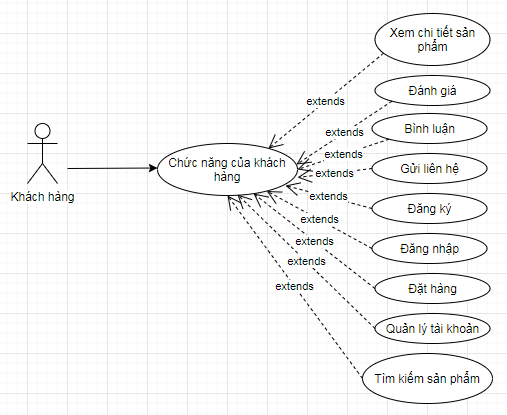 Xem chi tiết sản
phẩm
extends
Đánh giá
extends
Bình luận
extends
Chức năng của khách
hàng
extends
Gửi liên hệ
Khách hàng
extends
Đăng ký
extends
Đăng nhập
extends
extends
Đặt hàng
extends
Quản lý tài khoản
Tìm kiếm sản phẩm